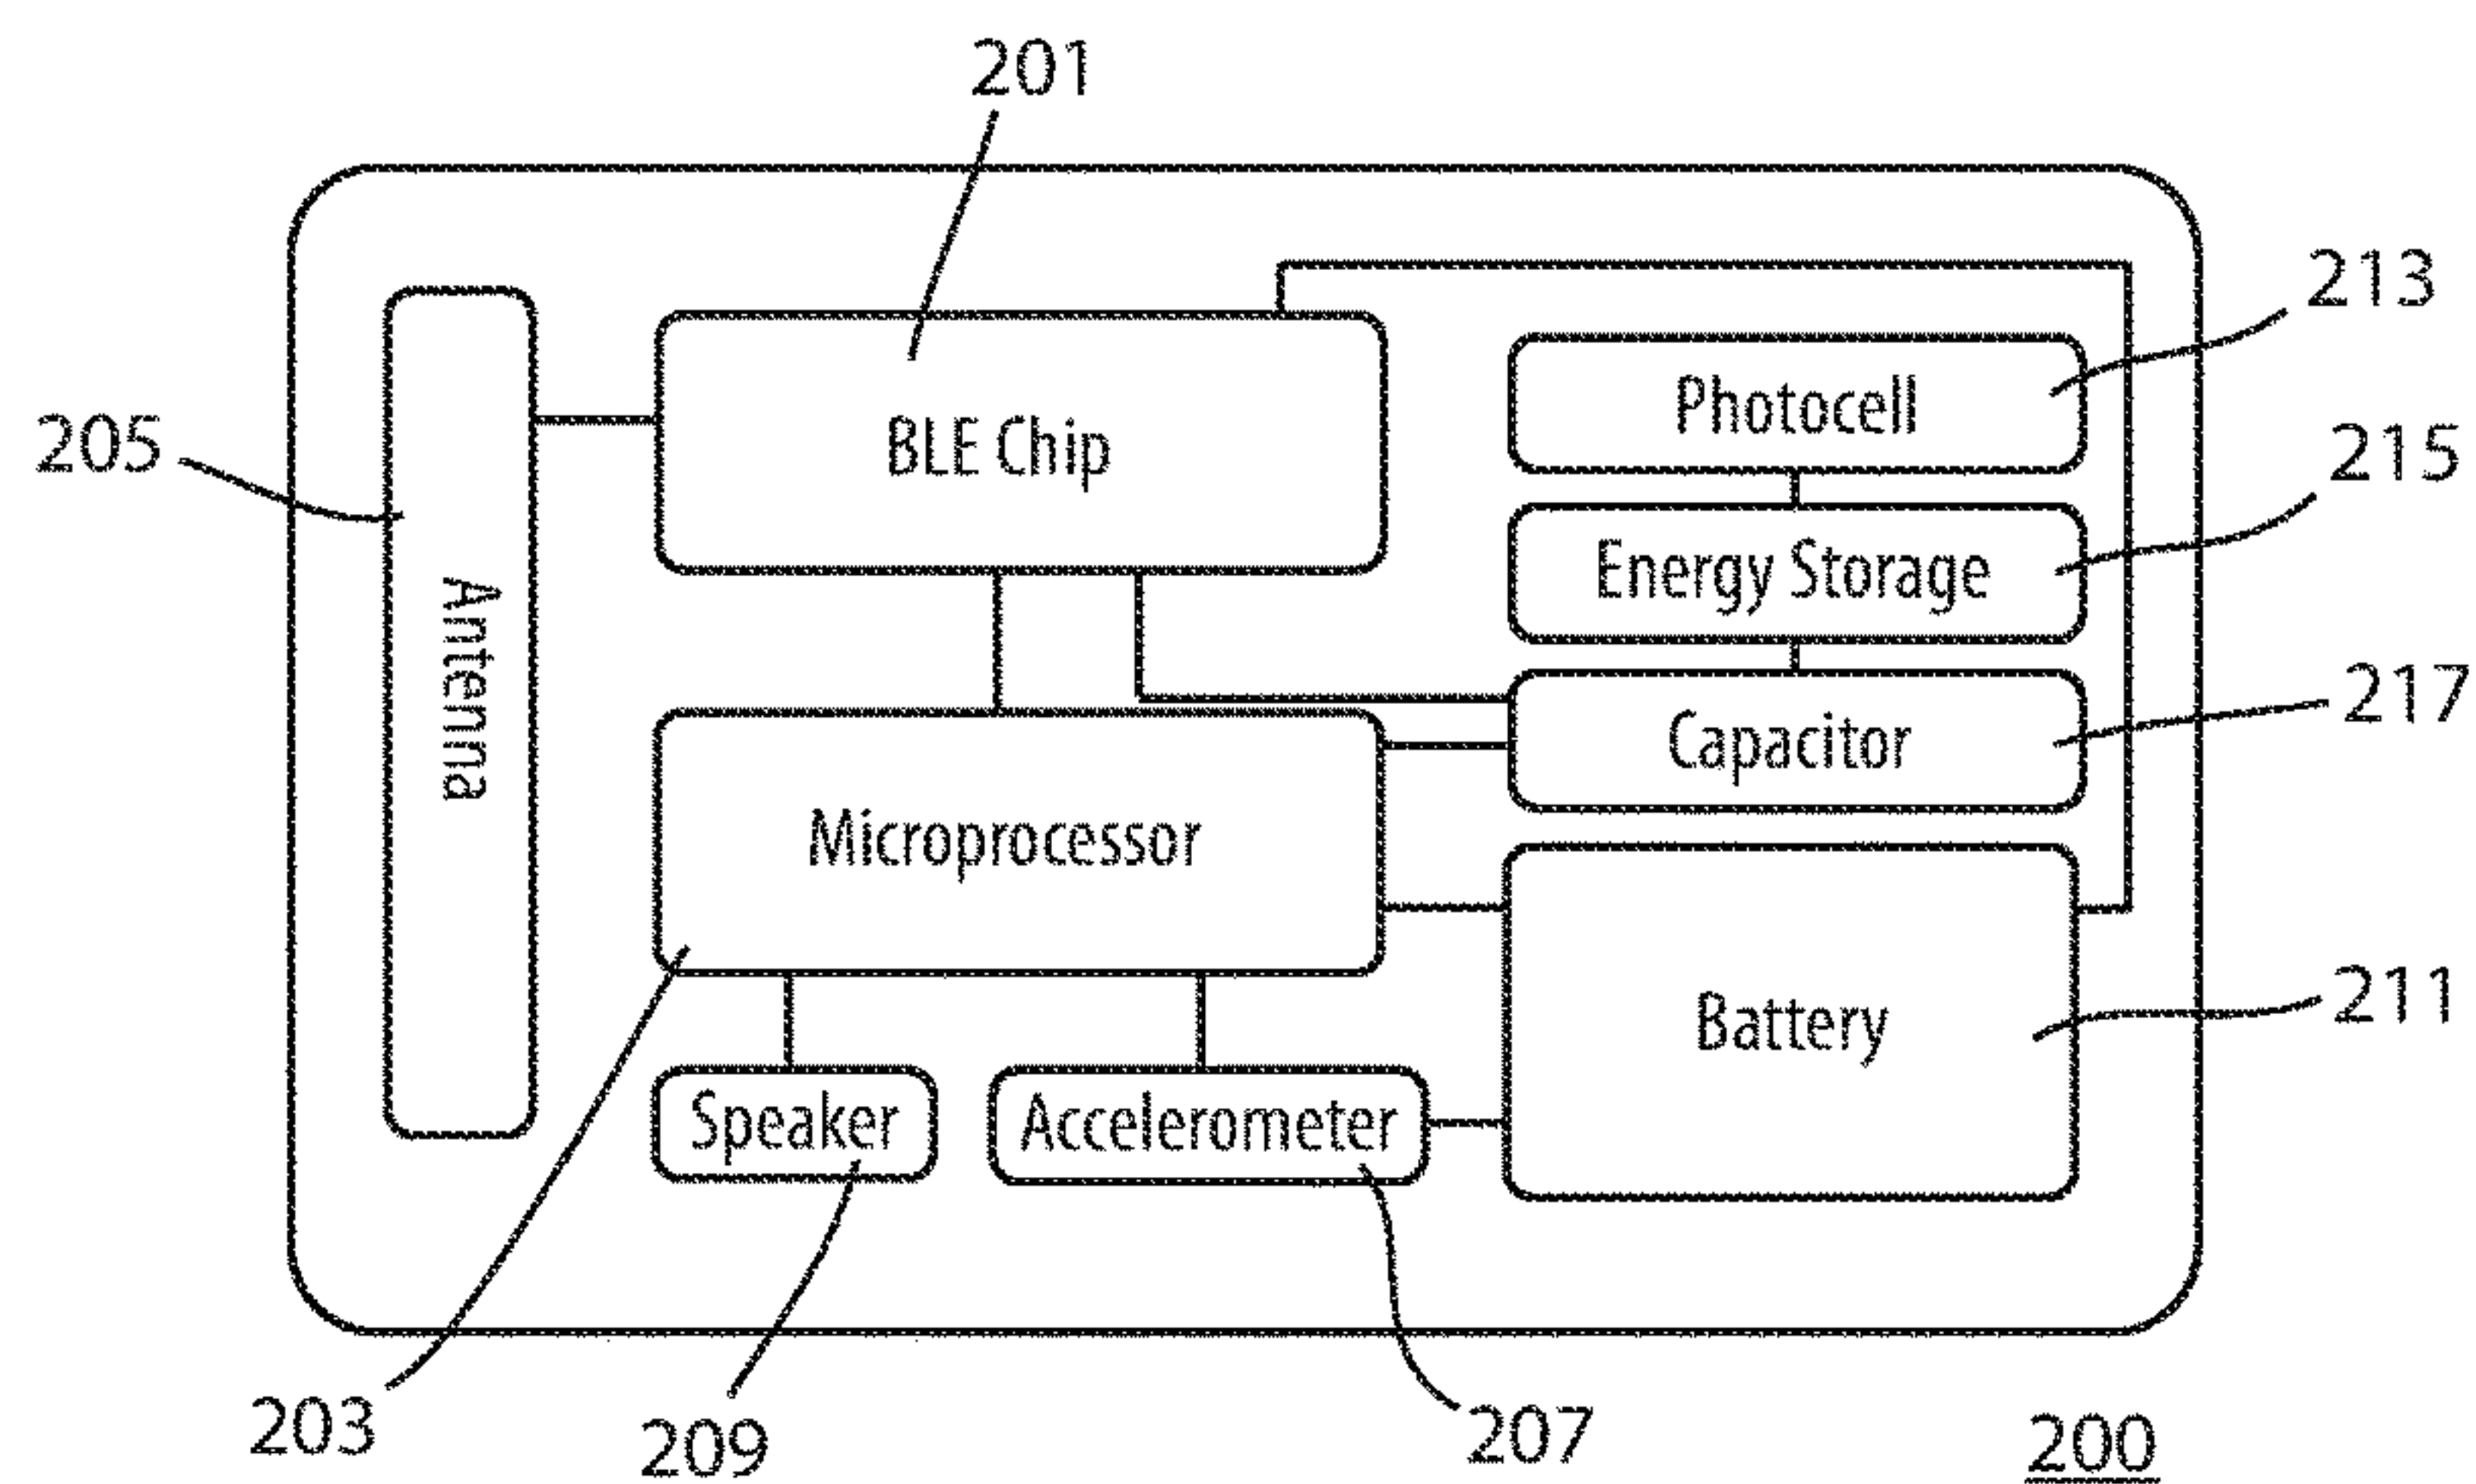 201
213
Photocell
205
BLE Chip
215
Energy Storage
Antenna
217
Capacitor
Microprocessor
211
Battery
Speaker
Accelerometer
203
209
207
200